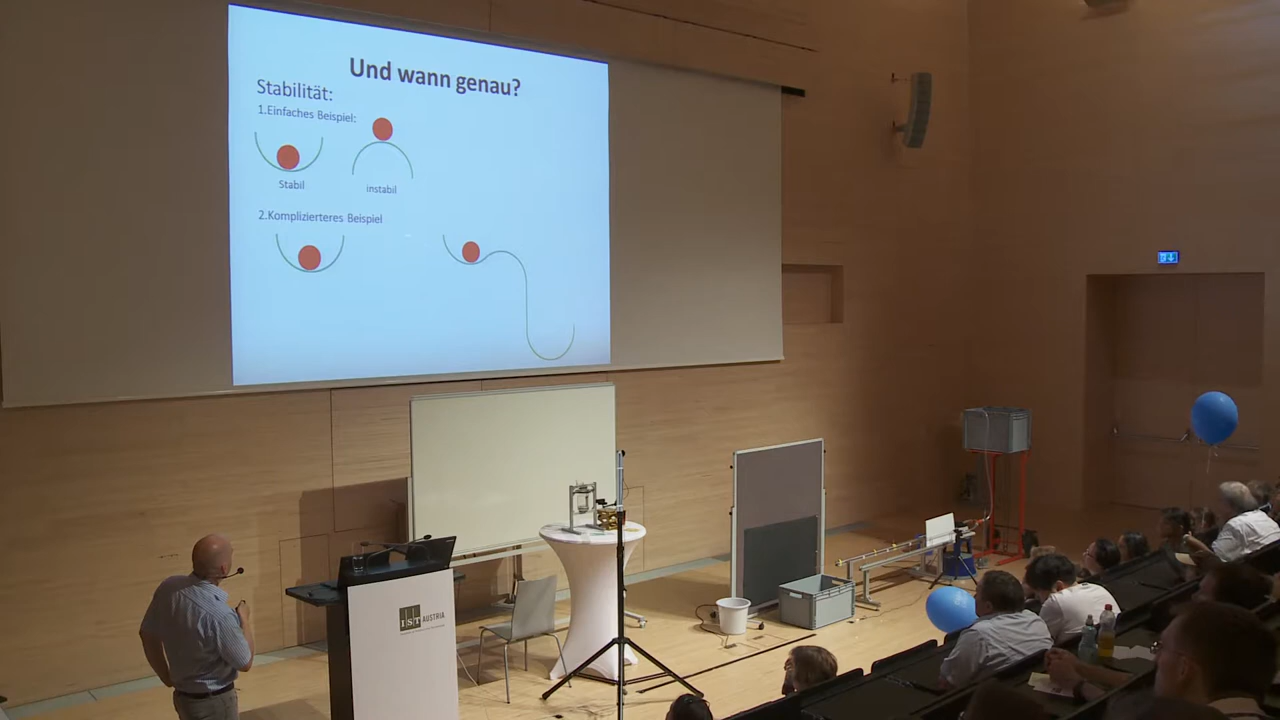 Und wann genau?
Stabilität:
1.Einfaches Beispiel:
Stabil
instabil
2.Komplizierteres Beispiel
IST AUSTRIA